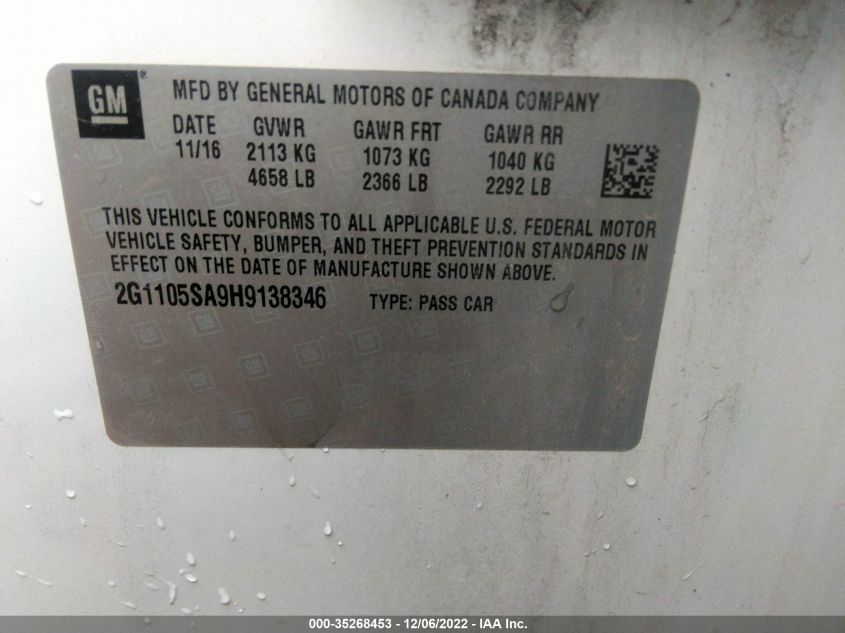 GM®
MFD BY GENERAL MOTORS OF CANADA COMPANY
DATE GVWR GAWR FRT GAWR RR
11/16 2113 KG 1073 KG 1040 KG
4658 LB 2366 LB 2292 LB
THIS VEHICLE CONFORMS TO ALL APPLICABLE U.S. FEDERAL MOTOR
VEHICLE SAFETY, BUMPER, AND THEFT PREVENTION STANDARDS IN
EFFECT ON THE DATE OF MANUFACTURE SHOWN ABOVE.
2G1105SA9H9138346 TYPE: PASS CAR
000-35268453 - 12/06/2022 - IAA Inc.